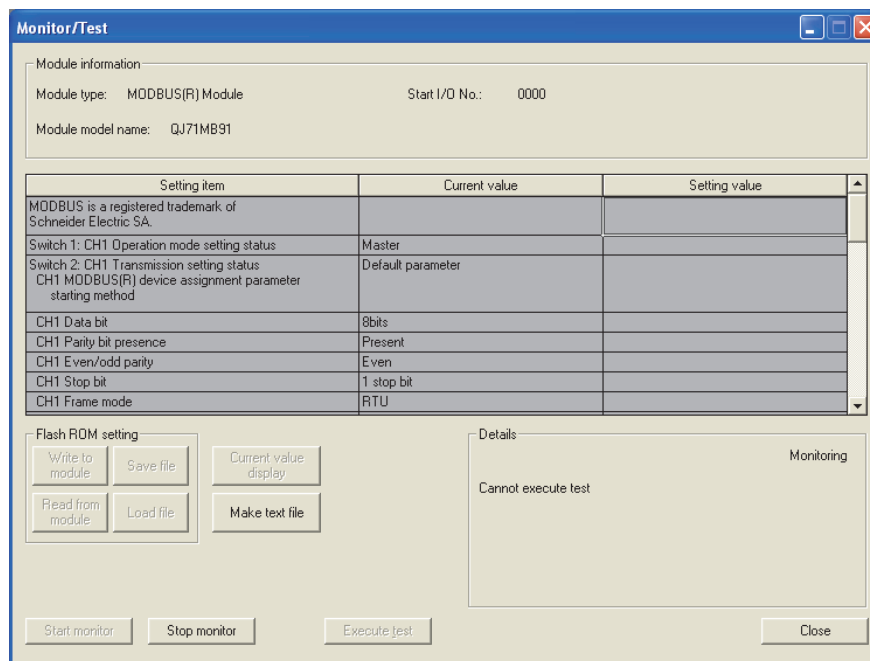 Monitor/Test
Module information
Module type: MODBUS(R) Module Start I/O No.: 0000
Module model name: QJ71MB91
Setting item Current value Setting value
MODBUS is a registered trademark of
Schneider Electric SA.
Switch 1: CH1 Operation mode setting status Master
Switch 2: CH1 Transmission setting status Default parameter
CH1 MODBUS(R) device assignment parameter
starting method
CH1 Data bit 8bits
CH1 Parity bit presence Present
CH1 Even/odd parity Even
CH1 Stop bit 1 stop bit
CH1 Frame mode RTU
Flash ROM setting
Write to
module
Save file
Current value
display
Read from
module
Load file
Make text file
Details
Monitoring
Cannot execute test
Start monitor Stop monitor Execute test Close